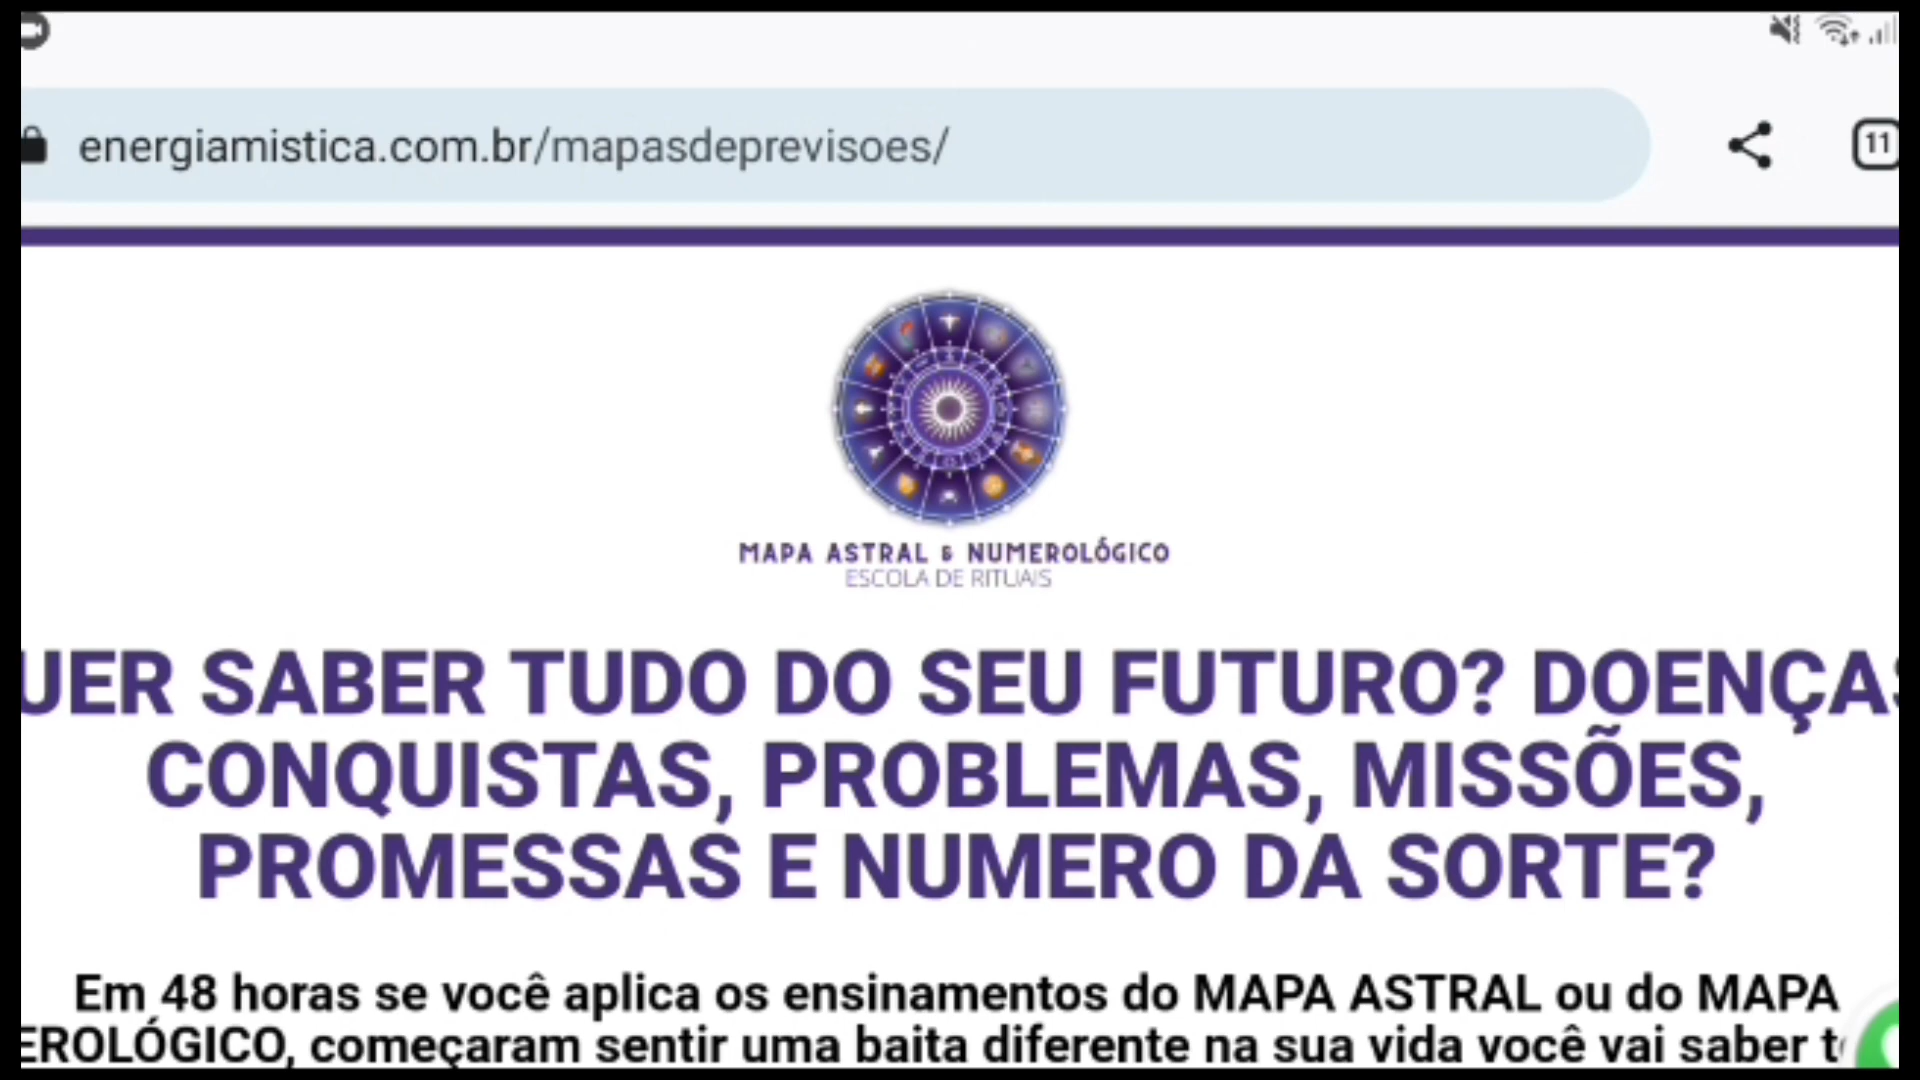 energiamistica.com.br/mapasdeprevisoes/
11
MAPA ASTRAL & NUMEROLÓGICO
ESCOLA DE RITUAIS
UER SABER TUDO DO SEU FUTURO? DOENÇAS
CONQUISTAS, PROBLEMAS, MISSÕES,
PROMESSAS E NUMERO DA SORTE?
Em 48 horas se você aplica os ensinamentos do MAPA ASTRAL ou do MAPA
EROLÓGICO, começaram sentir uma baita diferente na sua vida você vai saber